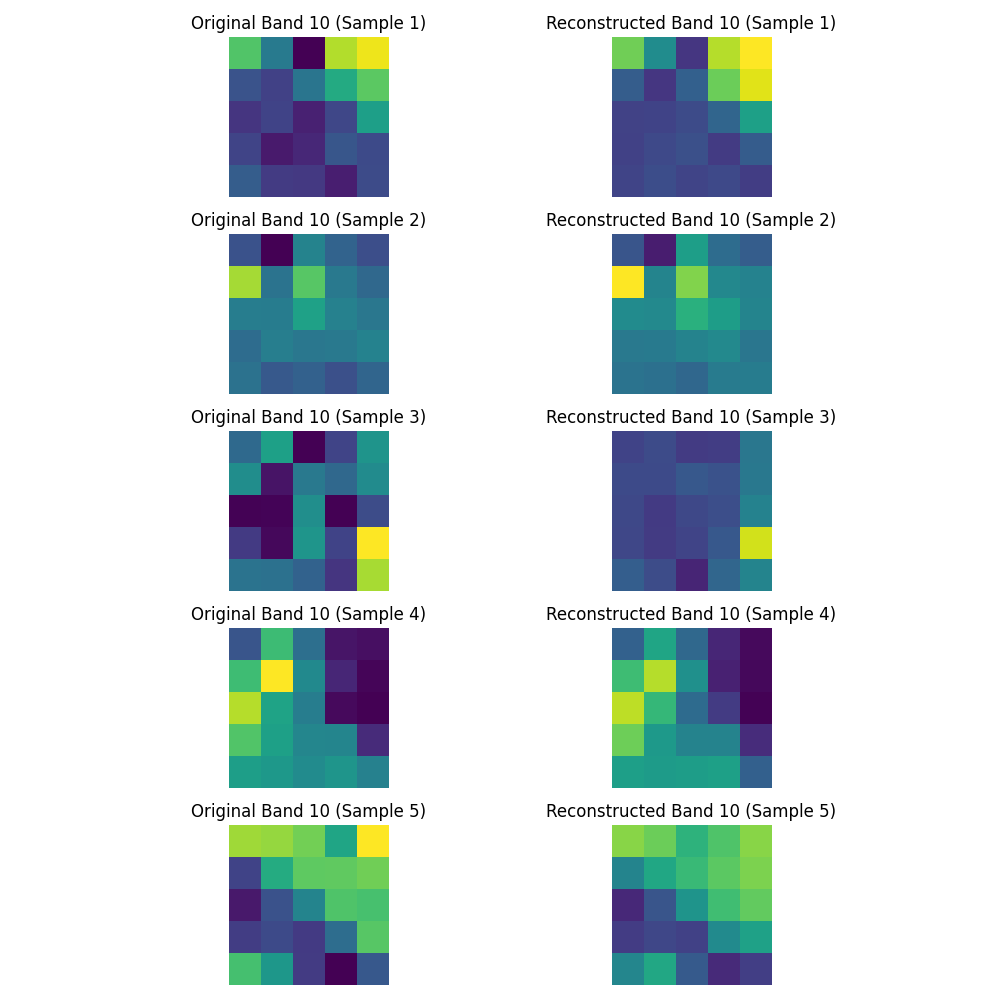 Original Band 10 (Sample 1)
Reconstructed Band 10 (Sample 1)
Original Band 10 (Sample 2)
Reconstructed Band 10 (Sample 2)
Original Band 10 (Sample 3)
Reconstructed Band 10 (Sample 3)
Original Band 10 (Sample 4)
Reconstructed Band 10 (Sample 4)
Original Band 10 (Sample 5)
Reconstructed Band 10 (Sample 5)